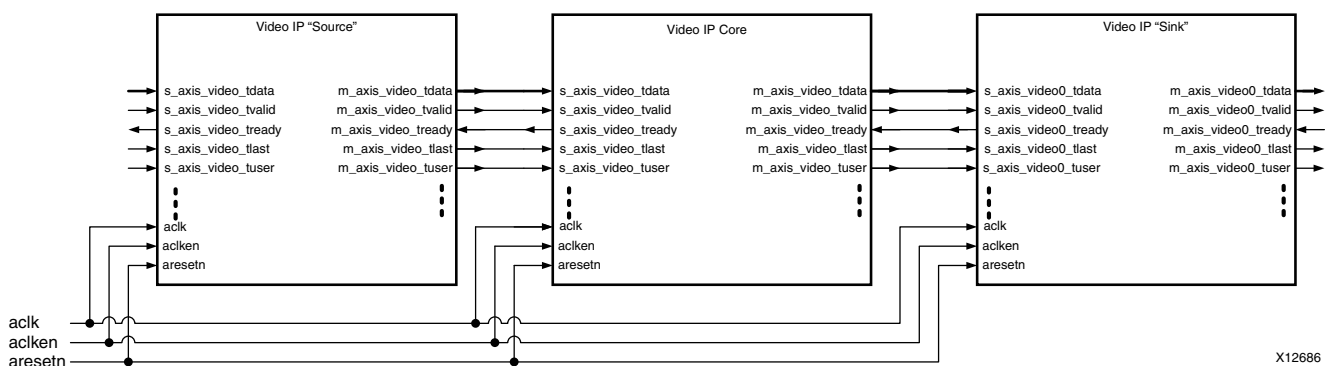 Video IP “Source”
s_axis_video_tdata
s_axis_video_tvalid
s_axis_video_tready
s_axis_video_tlast
s_axis_video_tuser
m_axis_video_tdata
m_axis_video_tvalid
m_axis_video_tready
m_axis_video_tlast
m_axis_video_tuser
aclk
aclken
aresetn
Video IP Core
s_axis_video_tdata
s_axis_video_tvalid
s_axis_video_tready
s_axis_video_tlast
s_axis_video_tuser
m_axis_video_tdata
m_axis_video_tvalid
m_axis_video_tready
m_axis_video_tlast
m_axis_video_tuser
aclk
aclken
aresetn
Video IP “Sink”
s_axis_video0_tdata
s_axis_video0_tvalid
s_axis_video0_tready
s_axis_video0_tlast
s_axis_video0_tuser
m_axis_video0_tdata
m_axis_video0_tvalid
m_axis_video0_tready
m_axis_video0_tlast
m_axis_video0_tuser
aclk
aclken
aresetn
aclk
aclken
aresetn
X12686